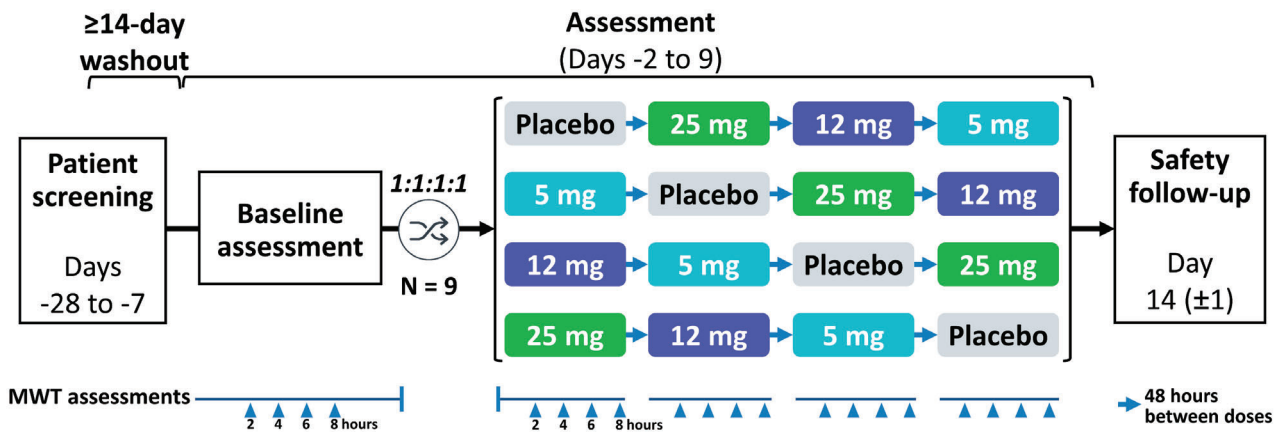 ≥14-day
washout
Assessment
(Days -2 to 9)
Patient
screening
Days
-28 to -7
Baseline
assessment
1:1:1:1
N = 9
Placebo 25 mg 12 mg 5 mg
5 mg Placebo 25 mg 12 mg
12 mg 5 mg Placebo 25 mg
25 mg 12 mg 5 mg Placebo
Safety
follow-up
Day
14 (±1)
MWT assessments
2 4 6 8 hours
2 4 6 8 hours
48 hours
between doses